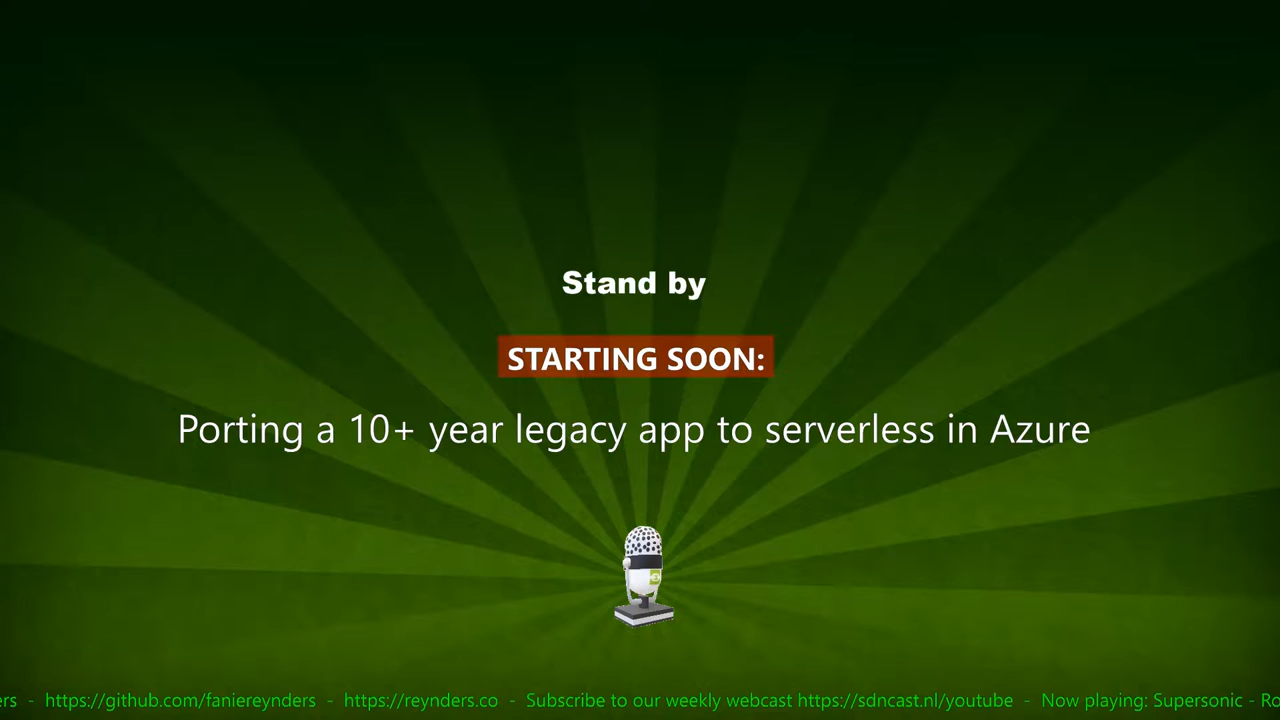 Stand by
STARTING SOON:
Porting a 10+ year legacy app to serverless in Azure
- https://github.com/faniereynders - https://reynders.co - Subscribe to our weekly webcast https://sdncast.nl/youtube - Now playing: Supersonic -